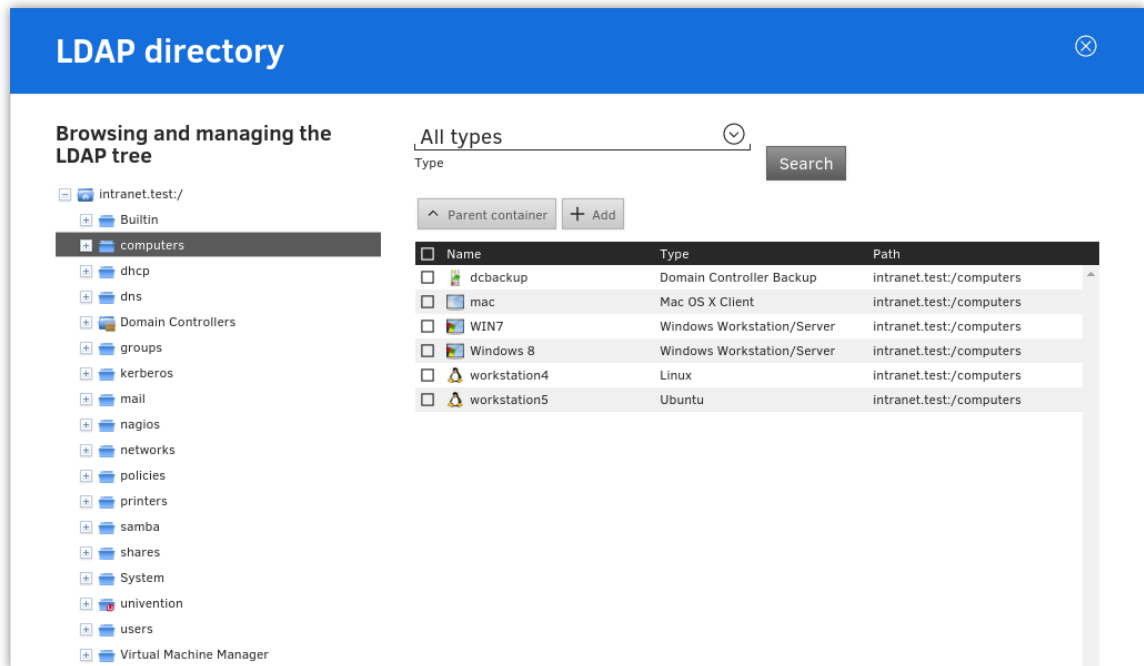 LDAP directory
Browsing and managing the
LDAP tree
intranet.test:/
Builtin
computers
dhcp
dns
Domain Controllers
groups
kerberos
mail
nagios
networks
policies
printers
samba
shares
System
univention
users
Virtual Machine Manager
All types
Type
Search
Parent container
Add
Name Type Path
dcbackup Domain Controller Backup intranet.test:/computers
mac Mac OS X Client intranet.test:/computers
WIN7 Windows Workstation/Server intranet.test:/computers
Windows 8 Windows Workstation/Server intranet.test:/computers
workstation4 Linux intranet.test:/computers
workstation5 Ubuntu intranet.test:/computers